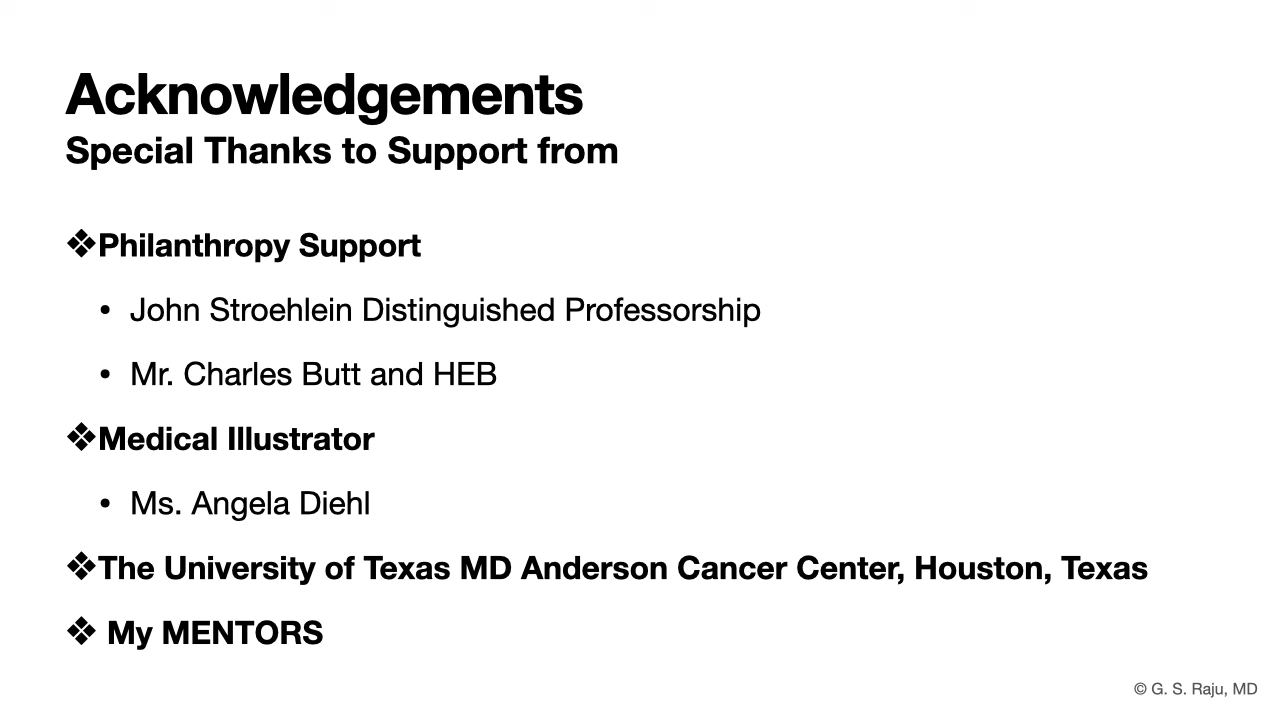 Acknowledgements
Special Thanks to Support from
❖Philanthropy Support
• John Stroehlein Distinguished Professorship
• Mr. Charles Butt and HEB
❖Medical Illustrator
• Ms. Angela Diehl
❖The University of Texas MD Anderson Cancer Center, Houston, Texas
❖ My MENTORS
© G. S. Raju, MD